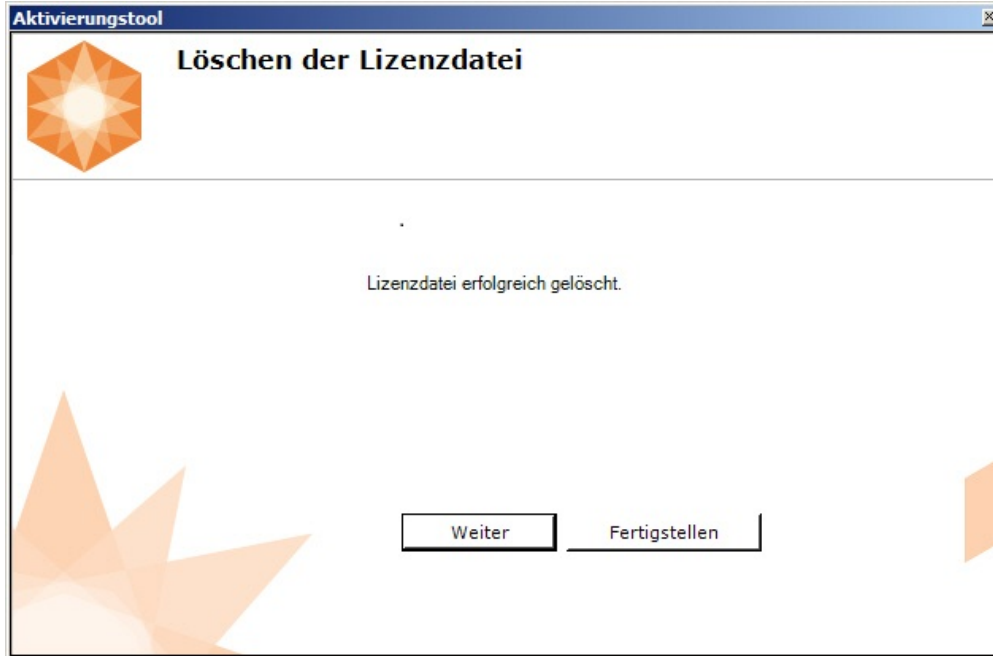 Aktivierungstool
Löschen der Lizenzdatei
Lizenzdatei erfolgreich gelöscht.
Weiter Fertigstellen